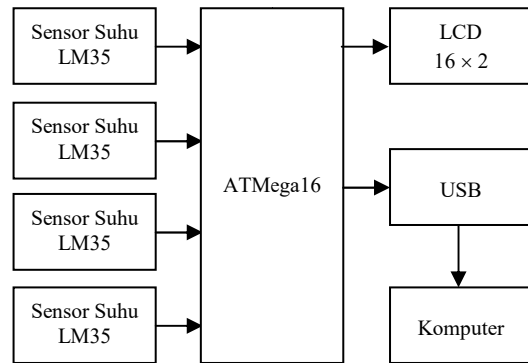 Sensor Suhu
LM35
Sensor Suhu
LM35
Sensor Suhu
LM35
Sensor Suhu
LM35
ATMega16
LCD
16 × 2
USB
Komputer